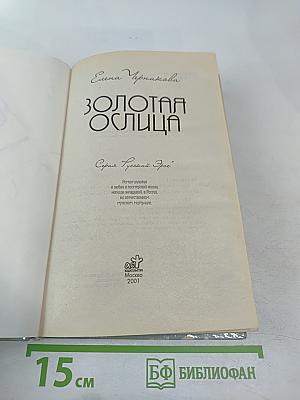 Елена Черникова
ЗОЛОТАЯ
ОСЛИЦА
Серия "Русский Эрос"
Москва
2001
15 см
БФ БИБЛИОФАН